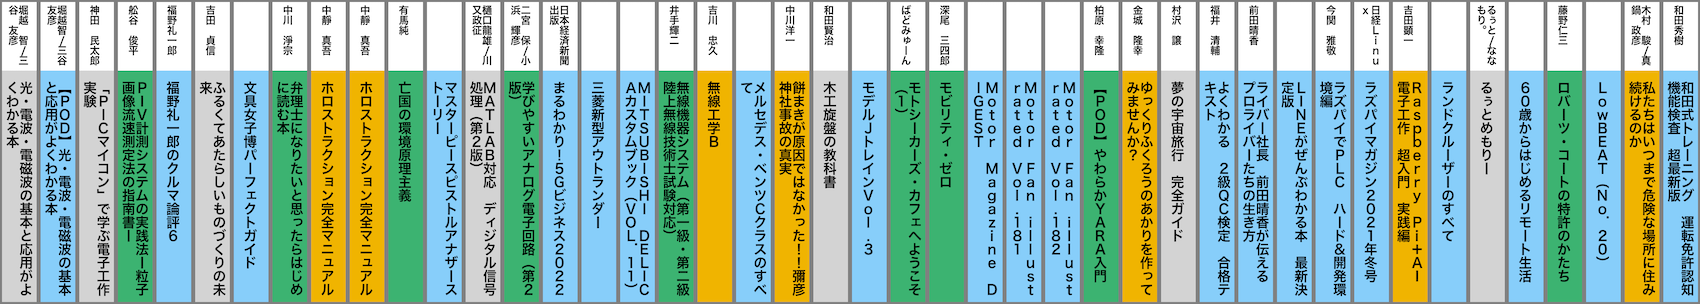 和田秀樹
和田式トレーニング　運転免許認知
機能検査　超最新版
木村　駿/真
鍋　政彦
私たちはいつまで危険な場所に住み
続けるのか
LowBEAT（No．20）
藤野仁三
ロバーツ・コートの特許のかたち
60歳からはじめるリモート生活
るぅと/なな
もり。
るぅとめもりー
ランドクルーザーのすべて
吉田顕一
Raspberry Pi+AI
電子工作　超入門　実践編
日経Linu
x
ラズパイマガジン2021年冬号
今関　雅敬
ラズパイでPLC　ハード&開発環
境編
LINEがぜんぶわかる本　最新決
定版
前田晴香
ライバー社長　前田晴香が伝える
プロライバーたちの生き方
福井　清輔
よくわかる　2級QC検定　合格テ
キスト
村沢　譲
夢の宇宙旅行　完全ガイド
金城　隆幸
ゆっくりふくろうのあかりを作って
みませんか？
柏原　幸隆
【POD】やわらかYARA入門
Motor Fan illust
rated Vol.182
Motor Fan illust
rated Vol.181
Motor Magazine D
IGEST
深尾　三四郎
モビリティ・ゼロ
ばどみゅーん
モトシーカーズ・カフェへようこそ
（1）
モデルJトレインVol.3
和田賢治
木工旋盤の教科書
中川洋一
餅まきが原因ではなかった！！彌彦
神社事故の真実
メルセデス・ベンツCクラスのすべ
て
吉川　忠久
無線工学B
井手輝二
無線機器システム（第一級・第二級
陸上無線技術士試験対応）
MITSUBISHI DELIC
Aカスタムブック（VOL.11）
三菱新型アウトランダー
日本経済新聞
出版
まるわかり！5Gビジネス2022
二宮　保/小
浜　輝彦
学びやすいアナログ電子回路（第2
版）
樋口龍雄/川
又政征
MATLAB対応　ディジタル信号
処理（第2版）
マスターピースピストルアナザース
トーリー
有馬純
亡国の環境原理主義
中静　真吾
ホロストラクション完全マニュアル
中静　真吾
ホロストラクション完全マニュアル
中川　淨宗
弁理士になりたいと思ったらはじめ
に読む本
文具女子博パーフェクトガイド
吉田　貞信
ふるくてあたらしいものづくりの未
来
福野礼一郎
福野礼一郎のクルマ論評6
舩谷　俊平
PIV計測システムの実践法ー粒子
画像流速測定法の指南書ー
神田　民太郎
「PICマイコン」で学ぶ電子工作
実験
堀越智/三谷
友彦
【POD】光・電波・電磁波の基本
と応用がよくわかる本
堀越　智/三
谷　友彦
光・電波・電磁波の基本と応用がよ
くわかる本